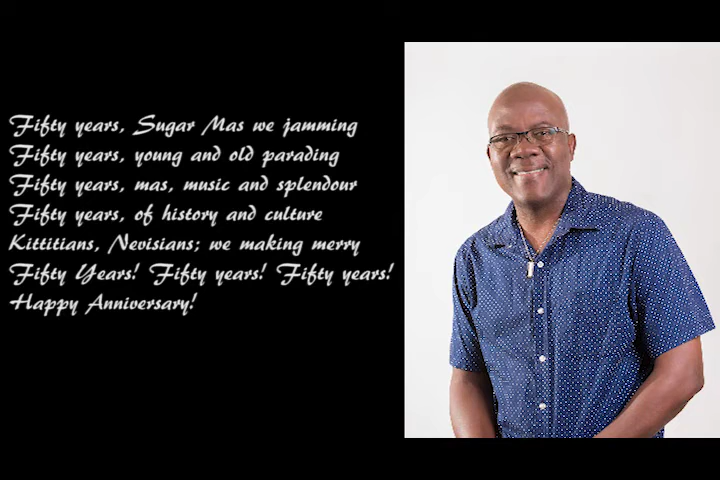 Fifty years, Sugar Mas we jamming
Fifty years, young and old parading
Fifty years, mas, music and splendour
Fifty years, of history and culture
Kittitians, Nevisians; we making merry
Fifty Years! Fifty years! Fifty years!
Happy Anniversary!